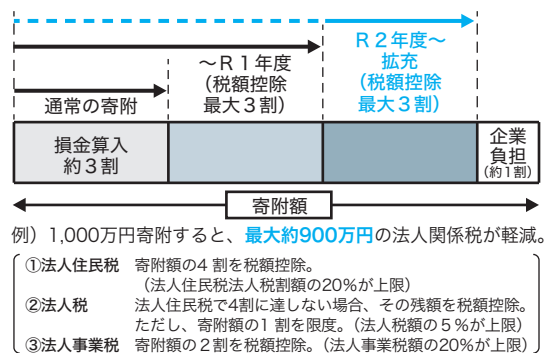 ～Ｒ１年度
（税額控除
最大３割）
Ｒ２年度～
拡充
（税額控除
最大３割）
通常の寄附
損金算入
約３割
企業
負担
（約１割）
寄附額
例）1,000万円寄附すると、最大約900万円の法人関係税が軽減。
①法人住民税　寄附額の4 割を税額控除。
（法人住民税法人税割額の20％が上限）
②法人税　法人住民税で4割に達しない場合、その残額を税額控除。
ただし、寄附額の1 割を限度。（法人税額の５％が上限）
③法人事業税　寄附額の２割を税額控除。（法人事業税額の20％が上限）